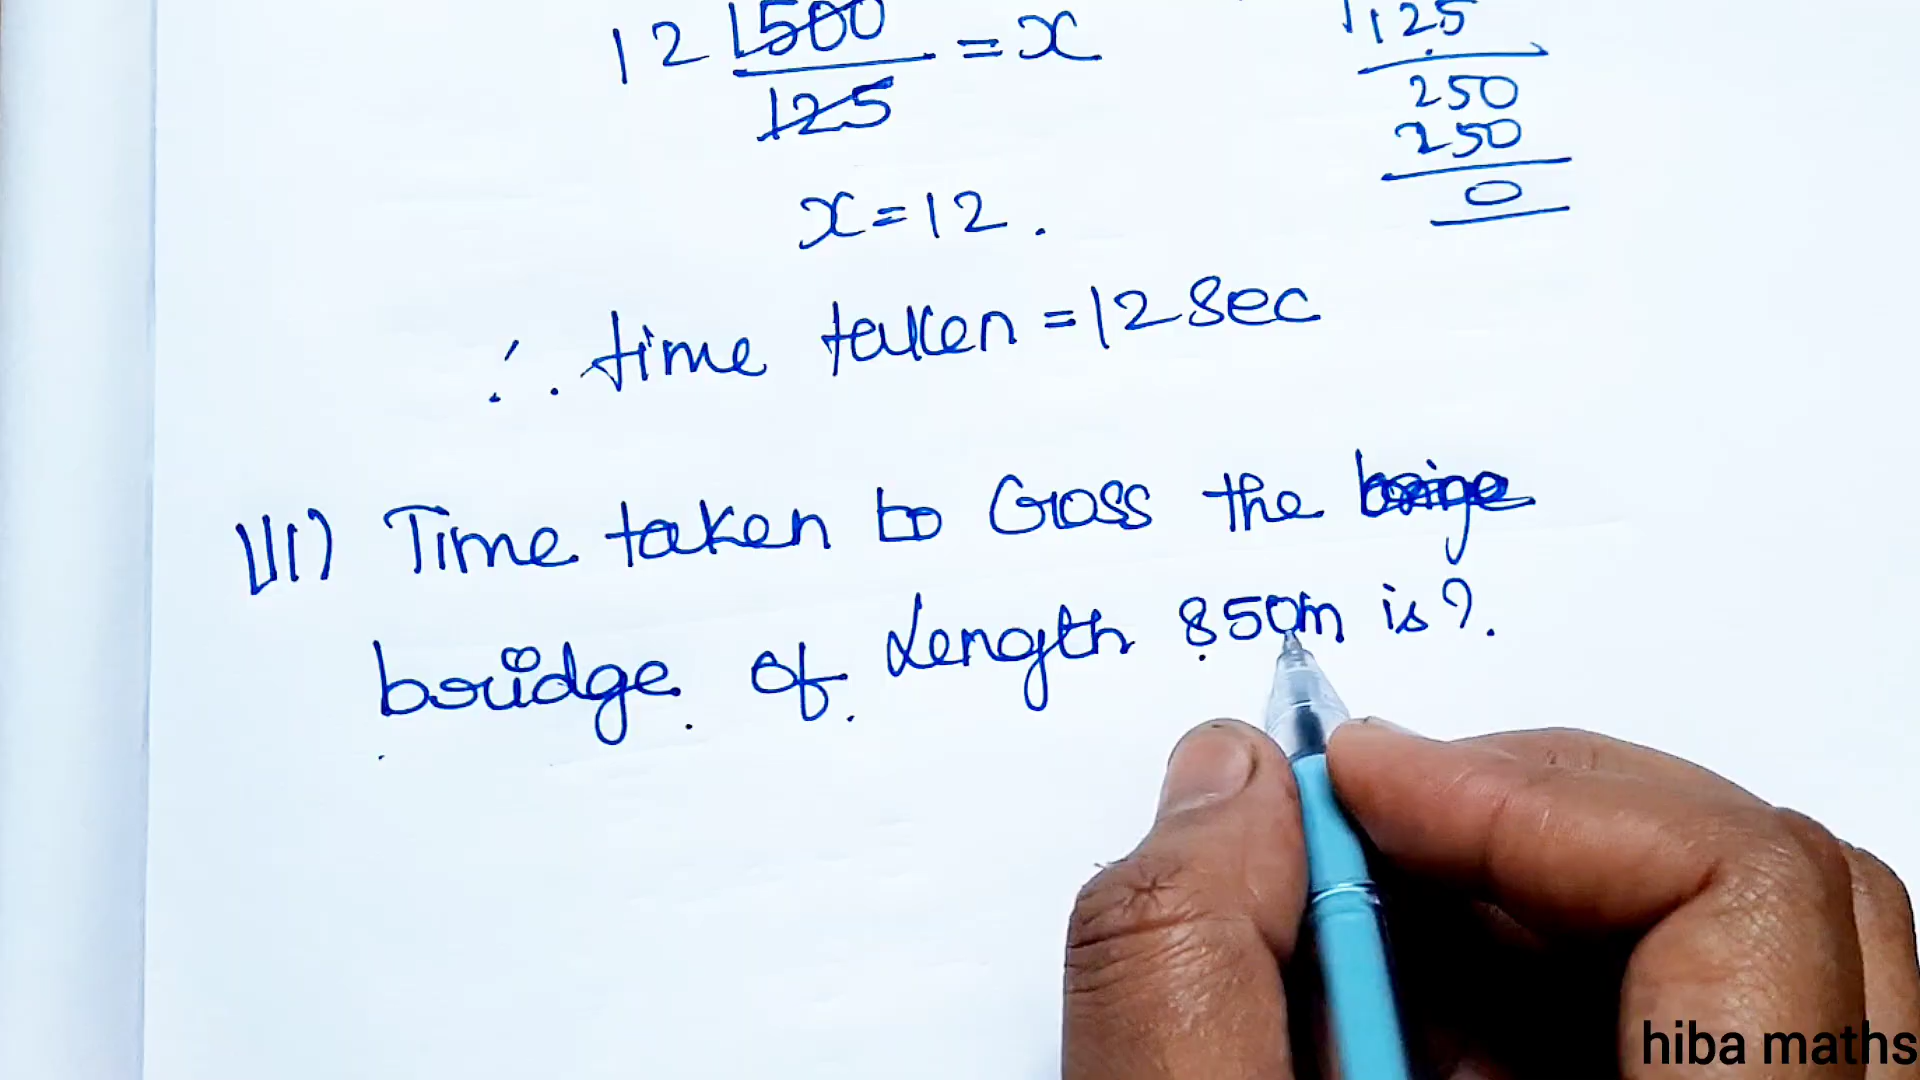 12 1500 = x
125
x = 12.
∴ time taken = 12 Sec
125
250
250
0
VII) Time taken to Cross the
bridge of Length 850m is?.
hiba maths